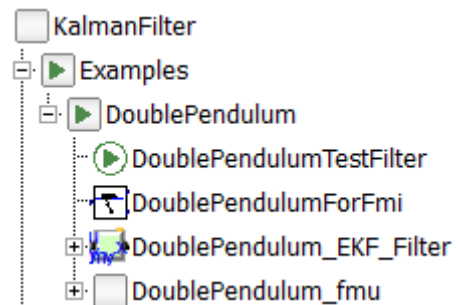 KalmanFilter
Examples
DoublePendulum
DoublePendulumTestFilter
DoublePendulumForFmi
DoublePendulum_EKF_Filter
DoublePendulum_fmu